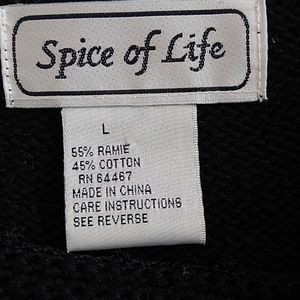 Spice of Life
L
55% RAMIE
45% COTTON
RN 64467
MADE IN CHINA
CARE INSTRUCTIONS
SEE REVERSE